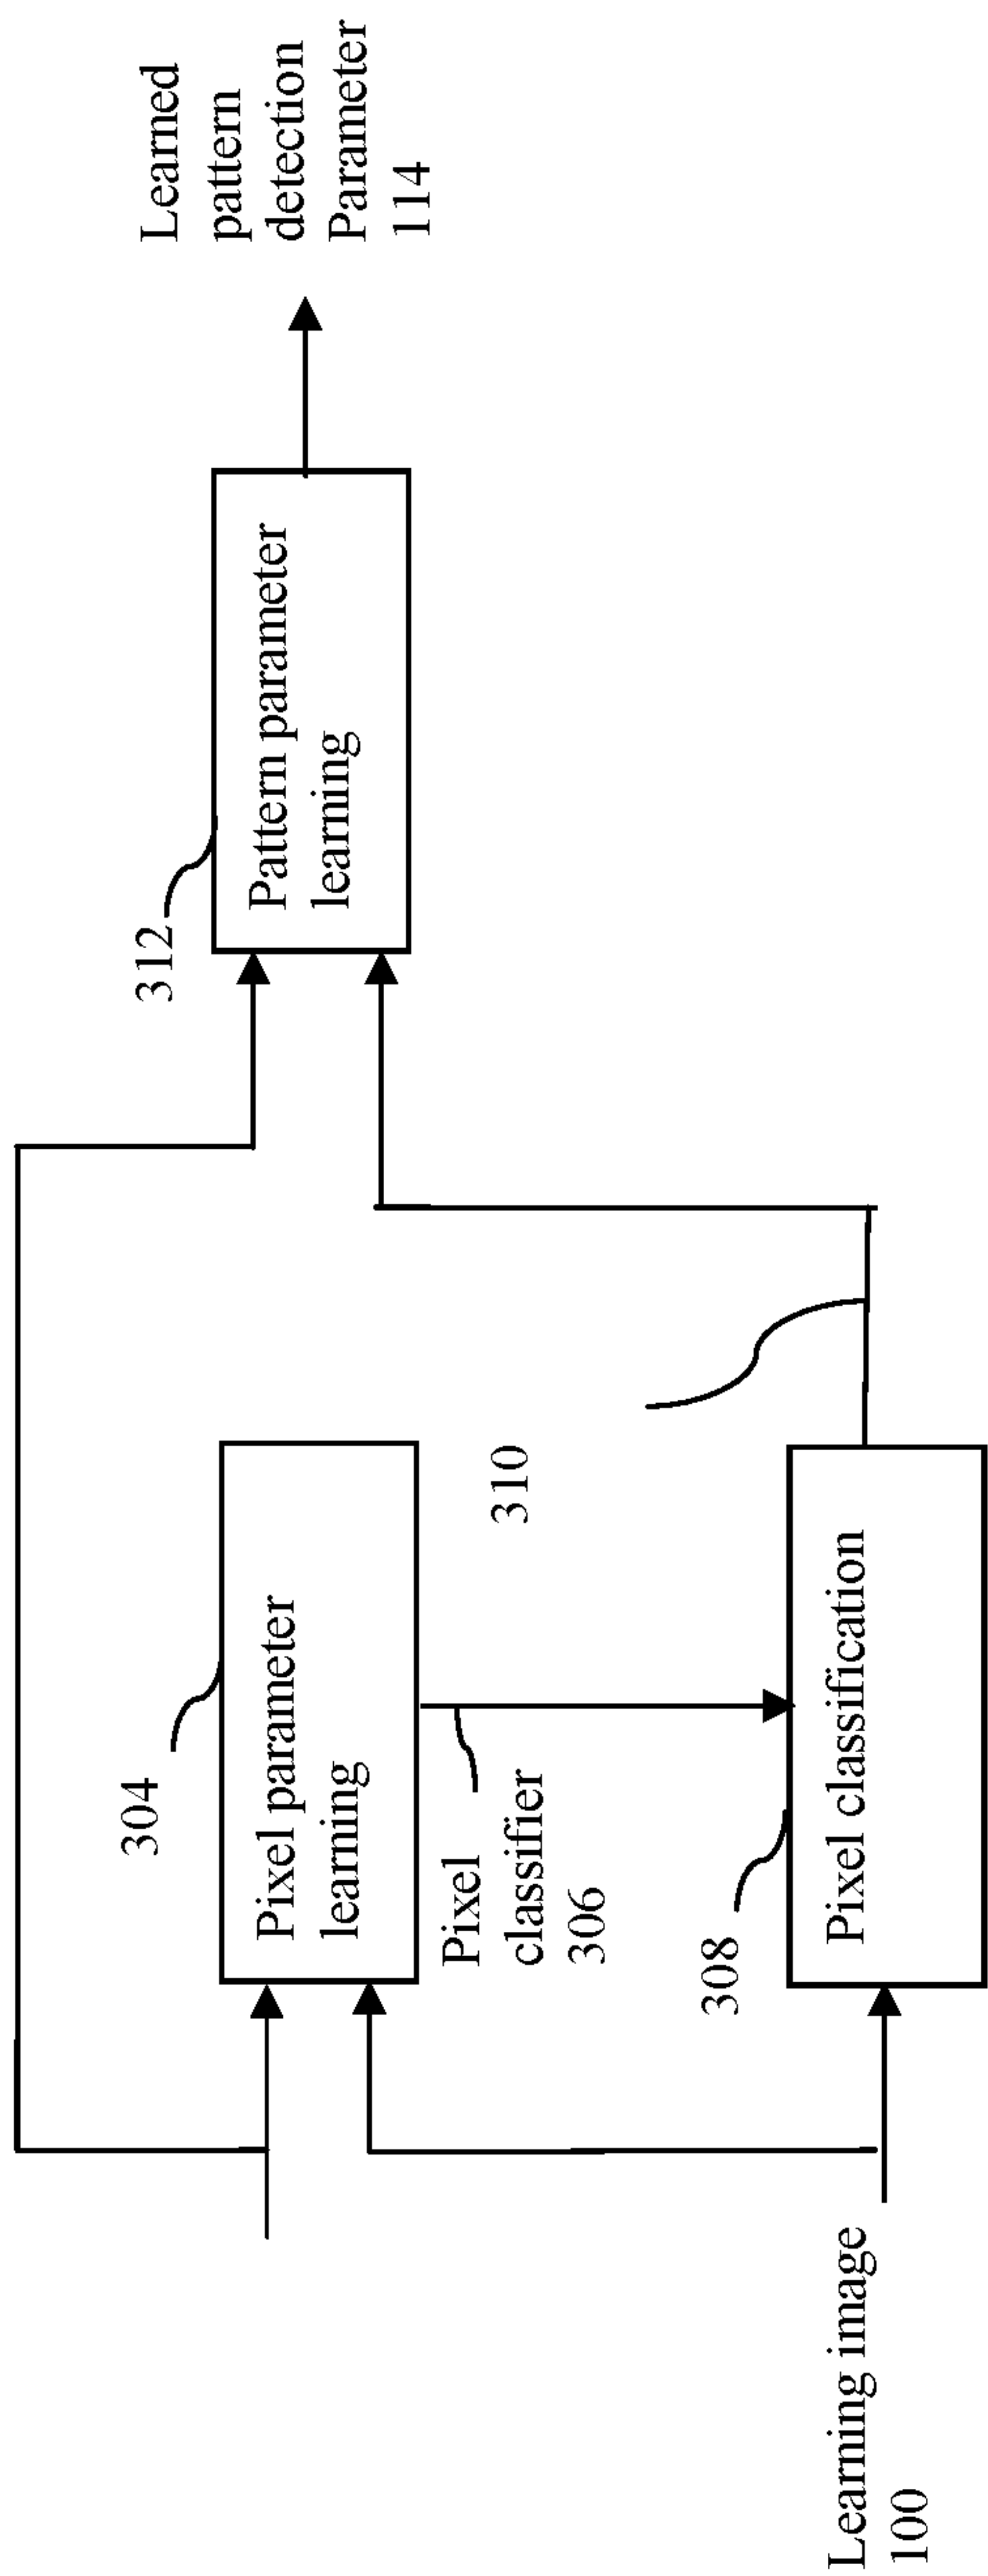 Learned
pattern
detection
Parameter
114
312
Pattern parameter
learning
304
Pixel parameter
learning
310
Pixel
classifier
306
308
Pixel classification
Learning image
100